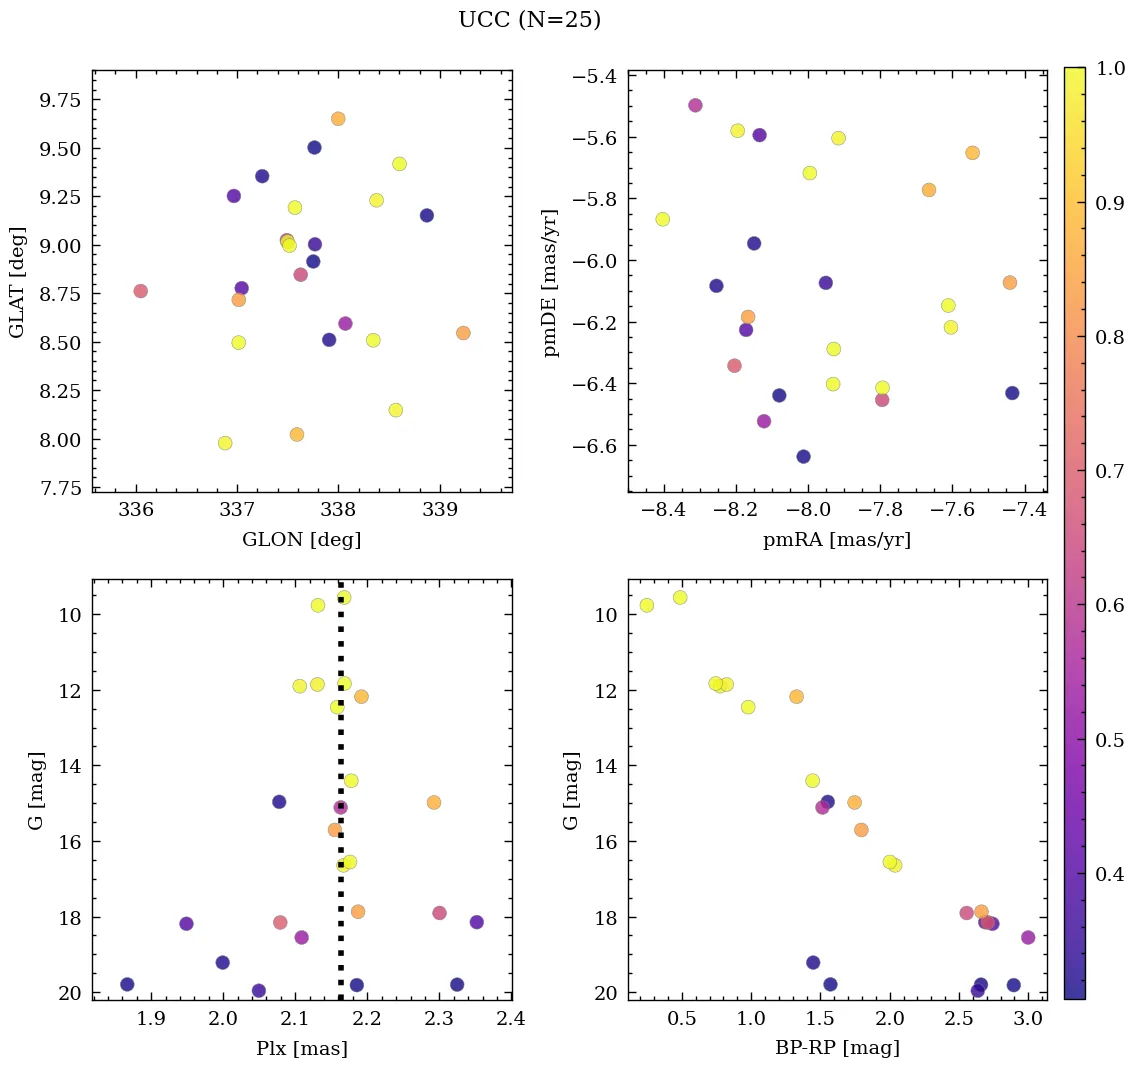 UCC (N=25)
9.75
9.50
9.25
9.00
8.75
8.50
8.25
8.00
7.75
GLAT [deg]
336 337 338 339
GLON [deg]
−5.4
−5.6
−5.8
−6.0
−6.2
−6.4
−6.6
pmDE [mas/yr]
−8.4 −8.2 −8.0 −7.8 −7.6 −7.4
pmRA [mas/yr]
10
12
14
16
18
20
G [mag]
1.9 2.0 2.1 2.2 2.3 2.4
Plx [mas]
10
12
14
16
18
20
G [mag]
0.5 1.0 1.5 2.0 2.5 3.0
BP-RP [mag]
1.0
0.9
0.8
0.7
0.6
0.5
0.4